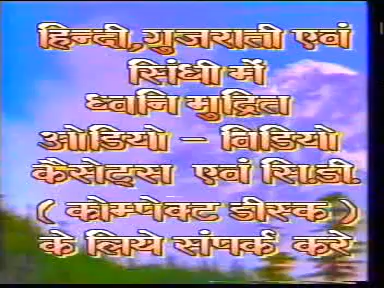 हिन्दी,गुजराती एवं
सिंधी में
ध्वनि मुद्रित
ओडियो - विडियो
कैसेट्स एवं सि.डी.
( कोम्पेक्ट डीस्क )
के लिये संपर्क करे